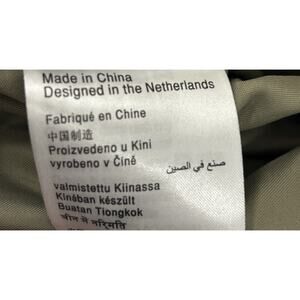 Made in China
Designed in the Netherlands
Fabriqué en Chine
中国制造
Proizvedeno u Kini
vyrobeno v Číně
صنع في الصين
valmistettu Kiinassa
Kinában készült
Buatan Tiongkok
चीन में निर्मिति